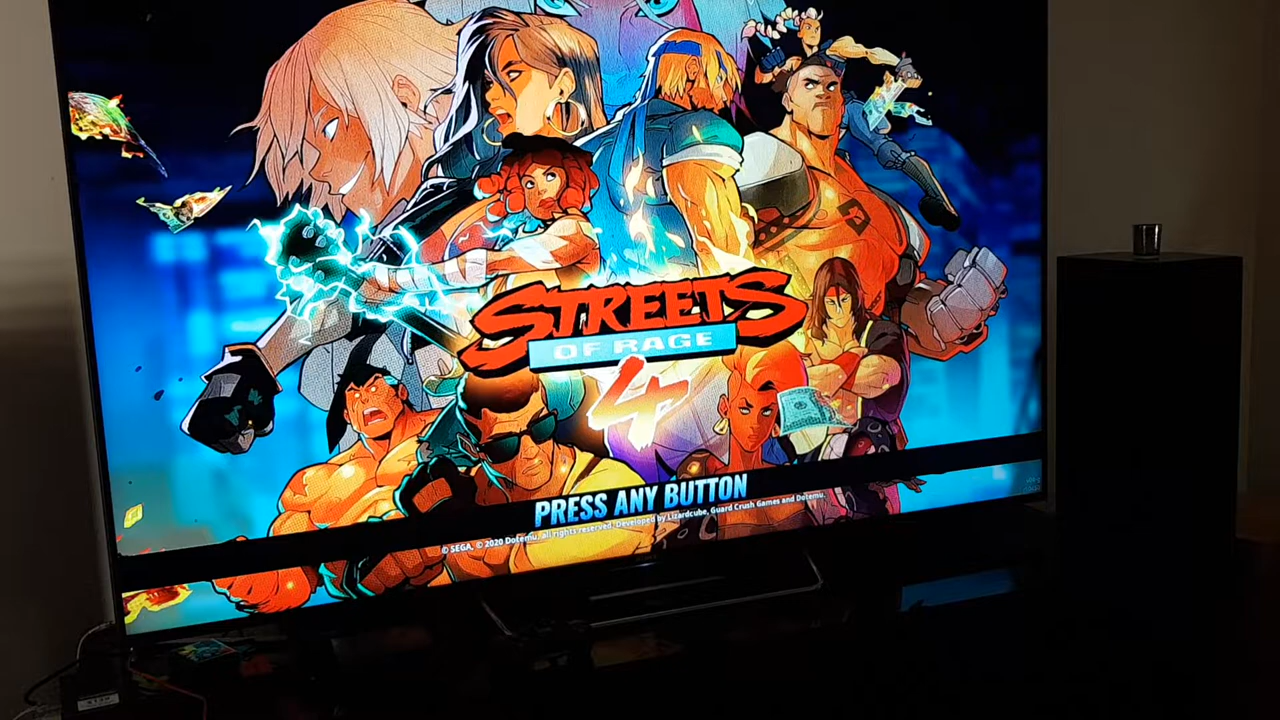 STREETS
OF RAGE
4
PRESS ANY BUTTON
© SEGA, © 2020 Dotemu, all rights reserved. Developed by Lizardcube, Guard Crush Games and Dotemu.